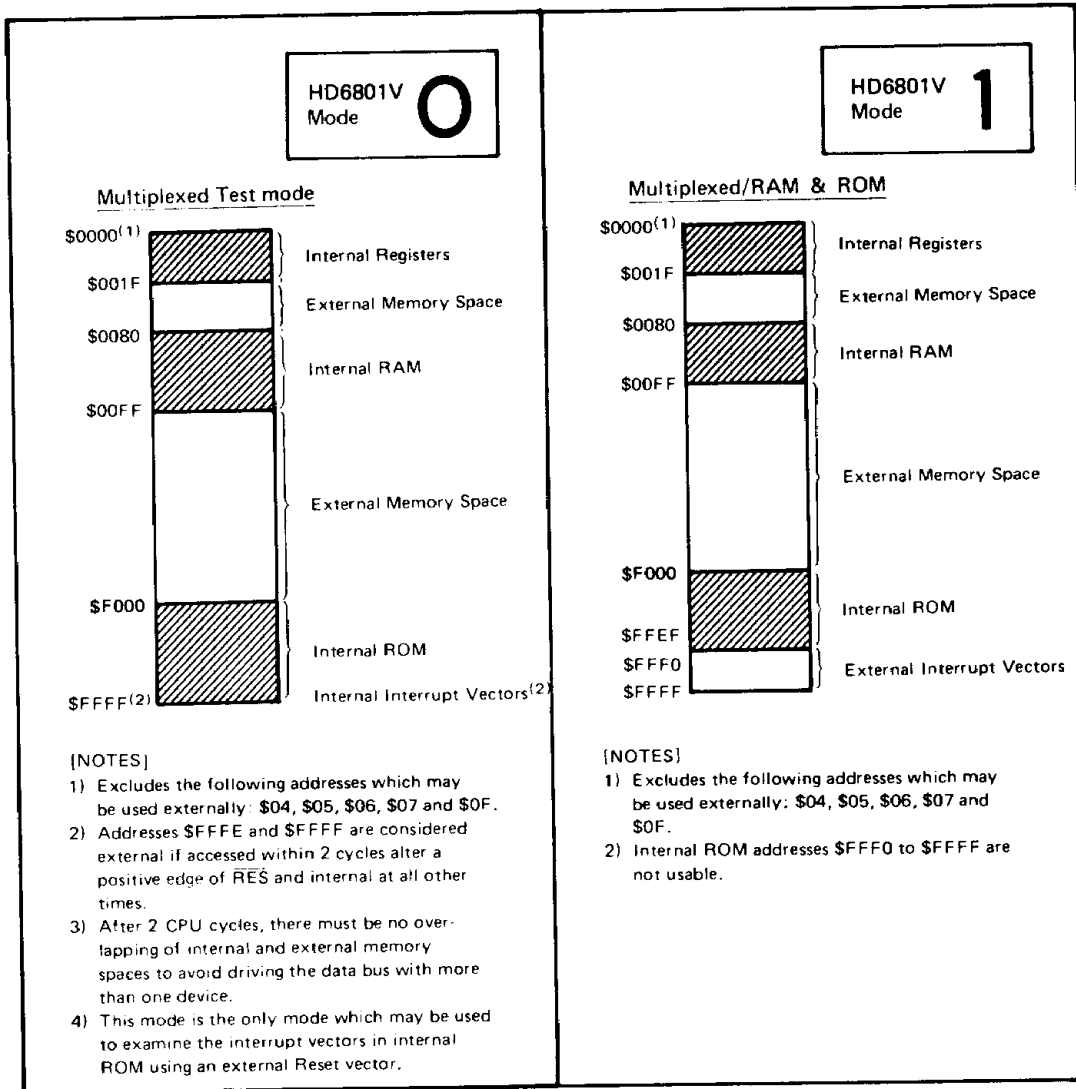 HD6801V
Mode 0
Multiplexed Test mode
$0000(1)
Internal Registers
$001F
External Memory Space
$0080
Internal RAM
$00FF
External Memory Space
$F000
Internal ROM
Internal Interrupt Vectors(2)
$FFFF(2)
[NOTES]
1) Excludes the following addresses which may
be used externally: $04, $05, $06, $07 and $0F.
2) Addresses $FFFE and $FFFF are considered
external if accessed within 2 cycles alter a
positive edge of RES and internal at all other
times.
3) After 2 CPU cycles, there must be no over-
lapping of internal and external memory
spaces to avoid driving the data bus with more
than one device.
4) This mode is the only mode which may be used
to examine the interrupt vectors in internal
ROM using an external Reset vector.
HD6801V
Mode 1
Multiplexed/RAM & ROM
$0000(1)
Internal Registers
$001F
External Memory Space
$0080
Internal RAM
$00FF
External Memory Space
$F000
Internal ROM
$FFEF
$FFF0
External Interrupt Vectors
$FFFF
[NOTES]
1) Excludes the following addresses which may
be used externally: $04, $05, $06, $07 and
$0F.
2) Internal ROM addresses $FFF0 to $FFFF are
not usable.